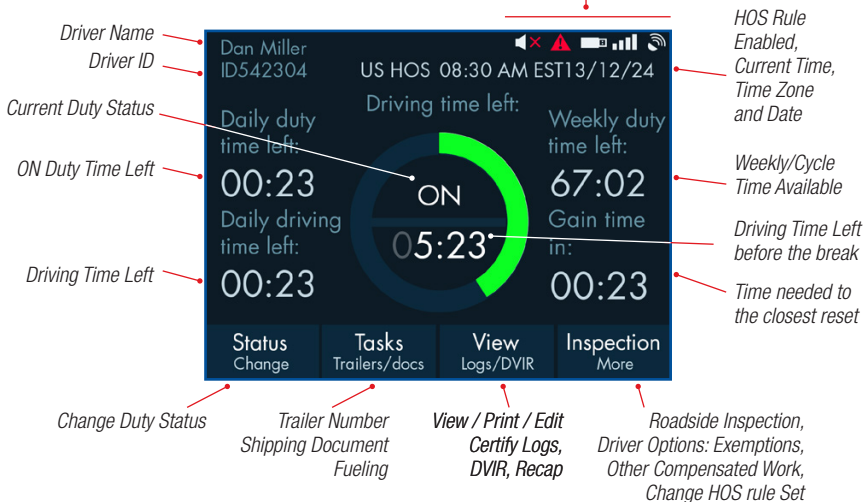 Driver Name
Driver ID
Current Duty Status
ON Duty Time Left
Driving Time Left
Dan Miller
ID542304
US HOS 08:30 AM EST13/12/24
Driving time left:
Daily duty
time left:
00:23
Daily driving
time left:
00:23
ON
05:23
Weekly duty
time left:
67:02
Gain time
in:
00:23
Status
Change
Tasks
Trailers/docs
View
Logs/DVIR
Inspection
More
HOS Rule
Enabled,
Current Time,
Time Zone
and Date
Weekly/Cycle
Time Available
Driving Time Left
before the break
Time needed to
the closest reset
Change Duty Status
Trailer Number
Shipping Document
Fueling
View / Print / Edit
Certify Logs,
DVIR, Recap
Roadside Inspection,
Driver Options: Exemptions,
Other Compensated Work,
Change HOS rule Set